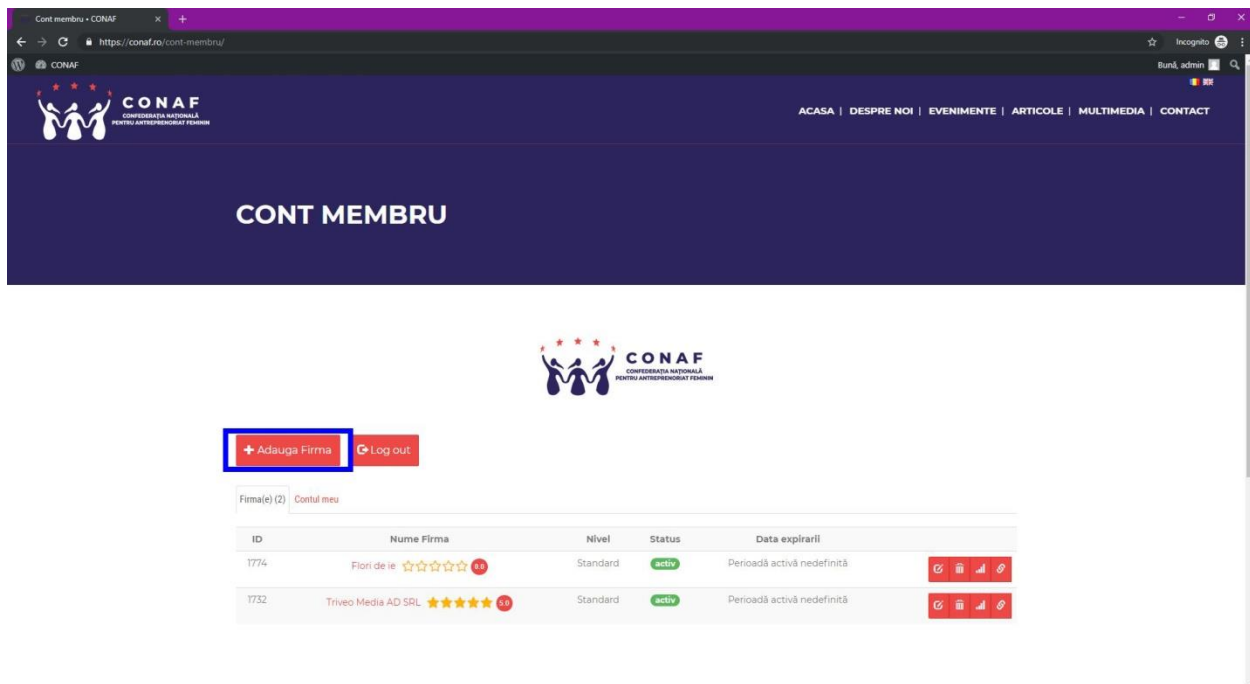 Cont membru • CONAF
https://conaf.ro/cont-membru/
Incognito
CONAF
Bună, admin
CONAF
CONFEDERAȚIA NAȚIONALĂ
PENTRU ANTREPRENORIAT FEMININ
ACASA | DESPRE NOI | EVENIMENTE | ARTICOLE | MULTIMEDIA | CONTACT
CONT MEMBRU
CONAF
CONFEDERAȚIA NAȚIONALĂ
PENTRU ANTREPRENORIAT FEMININ
Adauga Firma Log out
Firma(e) (2) Contul meu
ID Nume Firma Nivel Status Data expirarii
1774 Flori de ie 0.0 Standard activ Perioadă activă nedefinită
1732 Triveo Media AD SRL 5.0 Standard activ Perioadă activă nedefinită